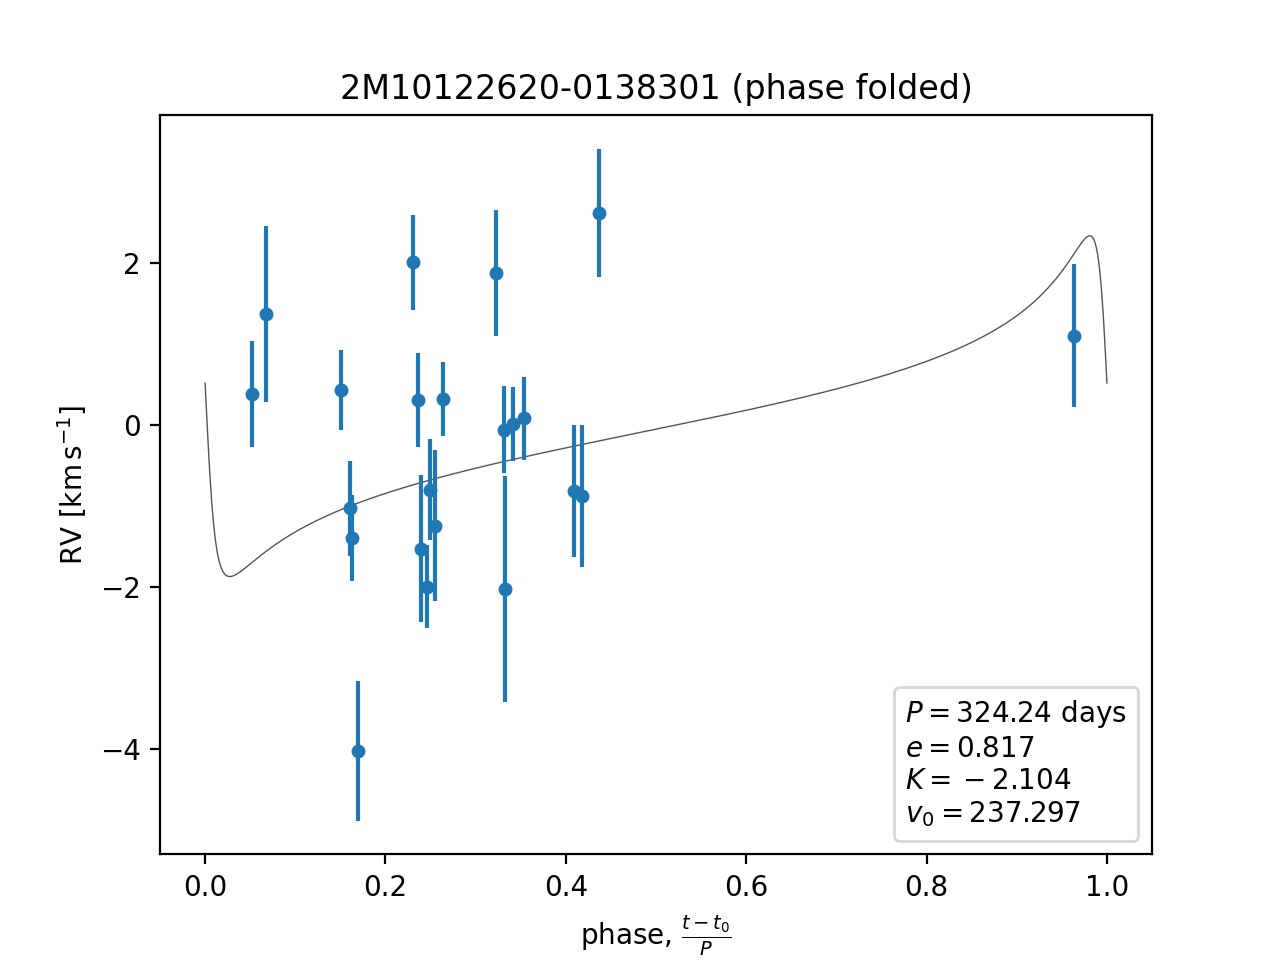 2M10122620-0138301 (phase folded)
RV [km s⁻¹]
2
0
−2
−4
P = 324.24 days
e = 0.817
K = −2.104
v₀ = 237.297
0.0 0.2 0.4 0.6 0.8 1.0
phase, (t − t₀)/P